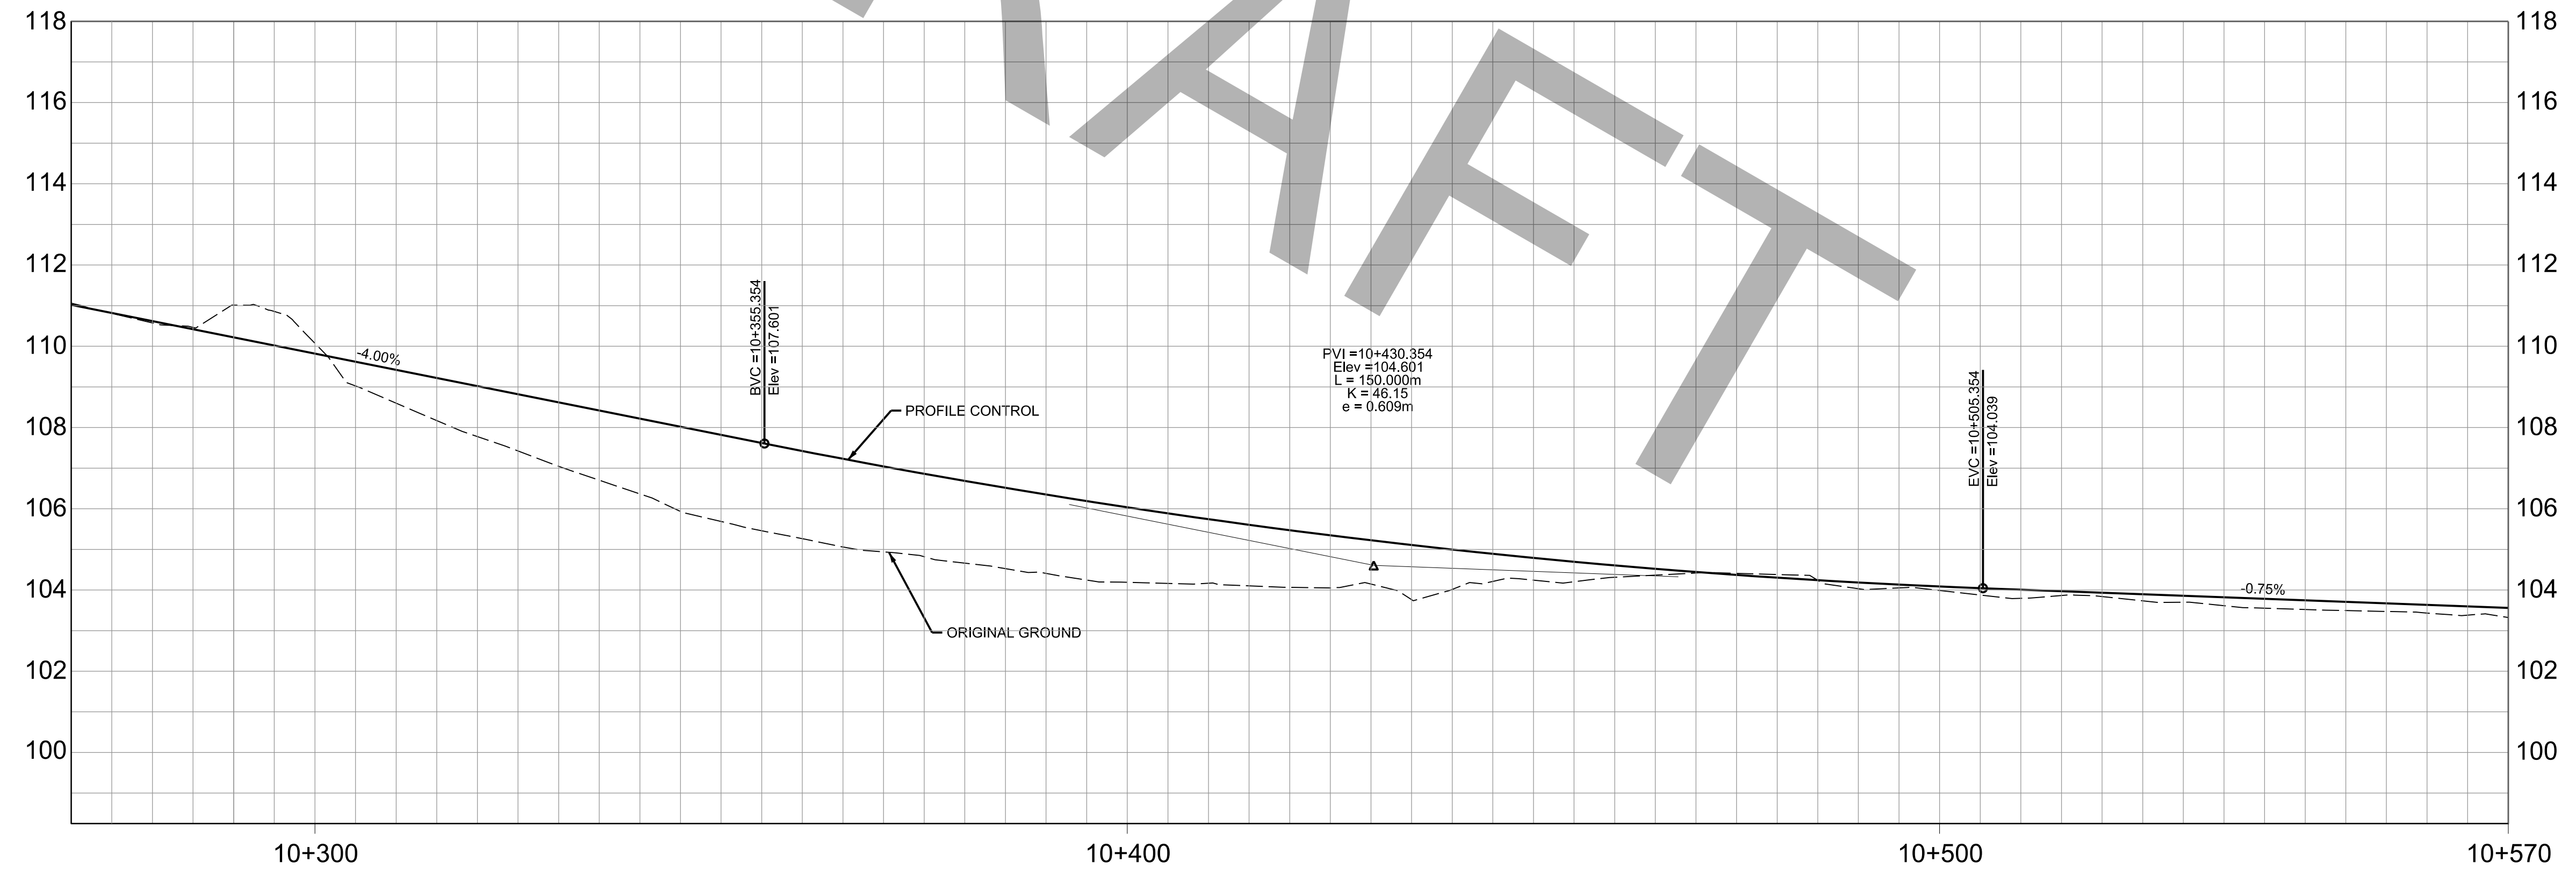 118
116
114
112
110
108
106
104
102
100
118
116
114
112
110
108
106
104
102
100
-4.00%
BVC =10+355.354
Elev =107.601
PROFILE CONTROL
ORIGINAL GROUND
PVI =10+430.354
Elev =104.601
L = 150.000m
K = 46.15
e = 0.609m
EVC =10+505.354
Elev =104.039
-0.75%
10+300
10+400
10+500
10+570
AFT